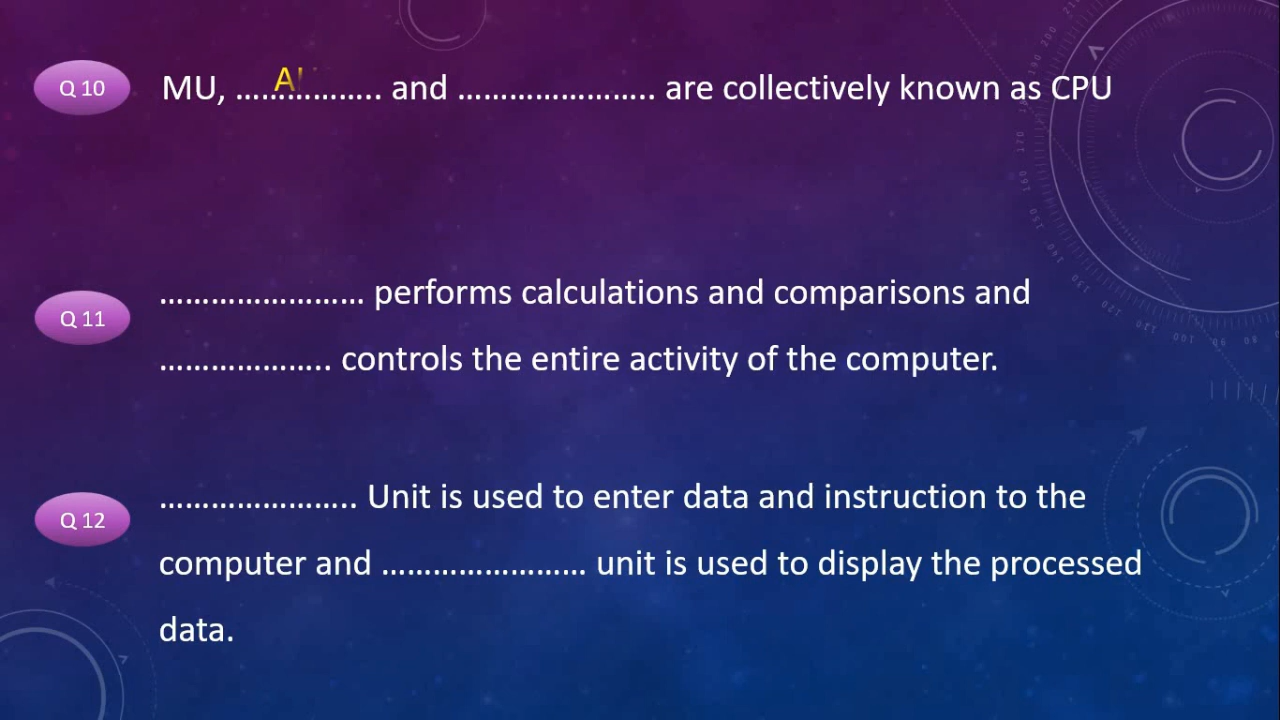 Q 10 MU, ................. and ...................... are collectively known as CPU
Q 11 ....................... performs calculations and comparisons and
................... controls the entire activity of the computer.
Q 12 ...................... Unit is used to enter data and instruction to the
computer and ....................... unit is used to display the processed
data.